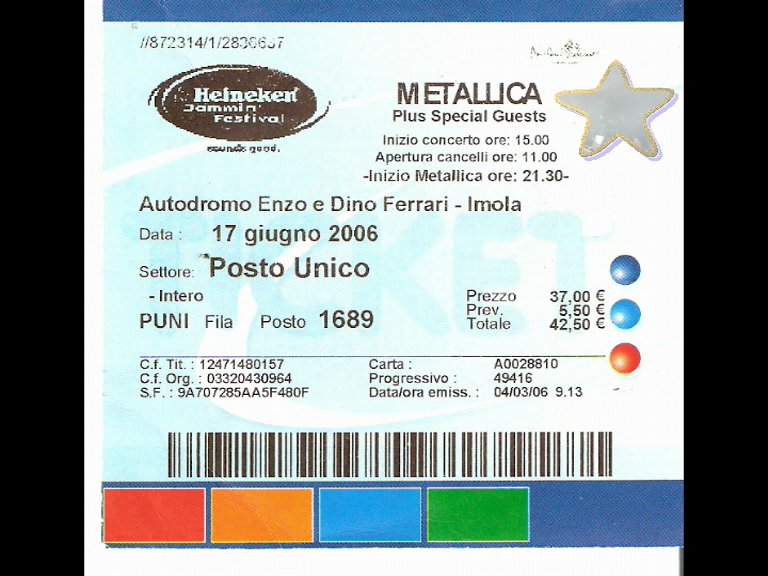 //872314/1/2830637
Heineken
Jammin'
Festival
sounds good.
METALLICA
Plus Special Guests
Inizio concerto ore: 15.00
Apertura cancelli ore: 11.00
-Inizio Metallica ore: 21.30-
Autodromo Enzo e Dino Ferrari - Imola
Data : 17 giugno 2006
Settore: Posto Unico
- Intero
PUNI Fila Posto 1689
Prezzo 37,00 €
Prev. 5,50 €
Totale 42,50 €
C.f. Tit. : 12471480157
C.f. Org. : 03320430964
S.F. : 9A707285AA5F480F
Carta : A0028810
Progressivo : 49416
Data/ora emiss. : 04/03/06 9.13
TICKET